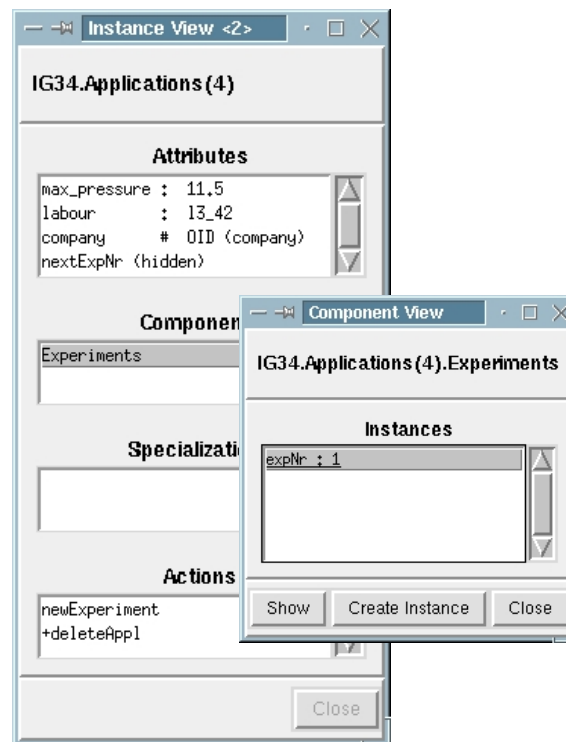 Instance View <2>
IG34.Applications(4)
Attributes
max_pressure : 11.5
labour : l3_42
company # OID (company)
nextExpNr (hidden)
Componen
Experiments
Specializati
Actions
newExperiment
+deleteAppl
Close
Component View
IG34.Applications(4).Experiments
Instances
expNr : 1
Show Create Instance Close